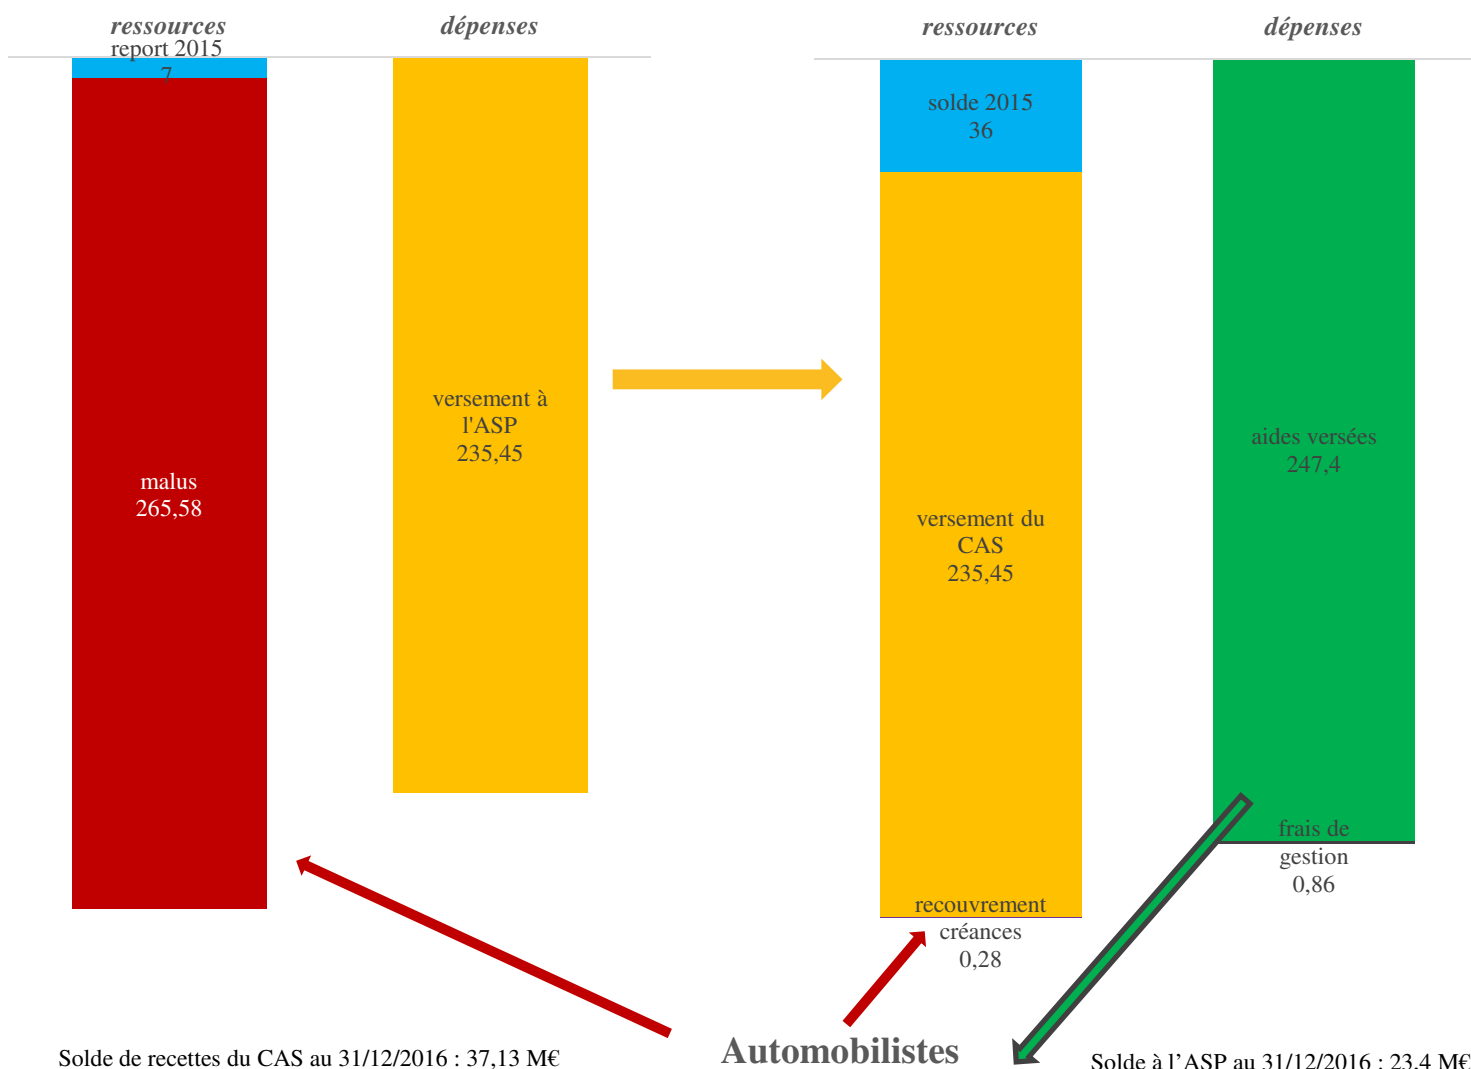 ressources
dépenses
report 2015
7
malus
265,58
versement à
l'ASP
235,45
ressources
dépenses
solde 2015
36
versement du
CAS
235,45
recouvrement
créances
0,28
aides versées
247,4
frais de
gestion
0,86
Automobilistes
Solde de recettes du CAS au 31/12/2016 : 37,13 M€
Solde à l’ASP au 31/12/2016 : 23,4 M€